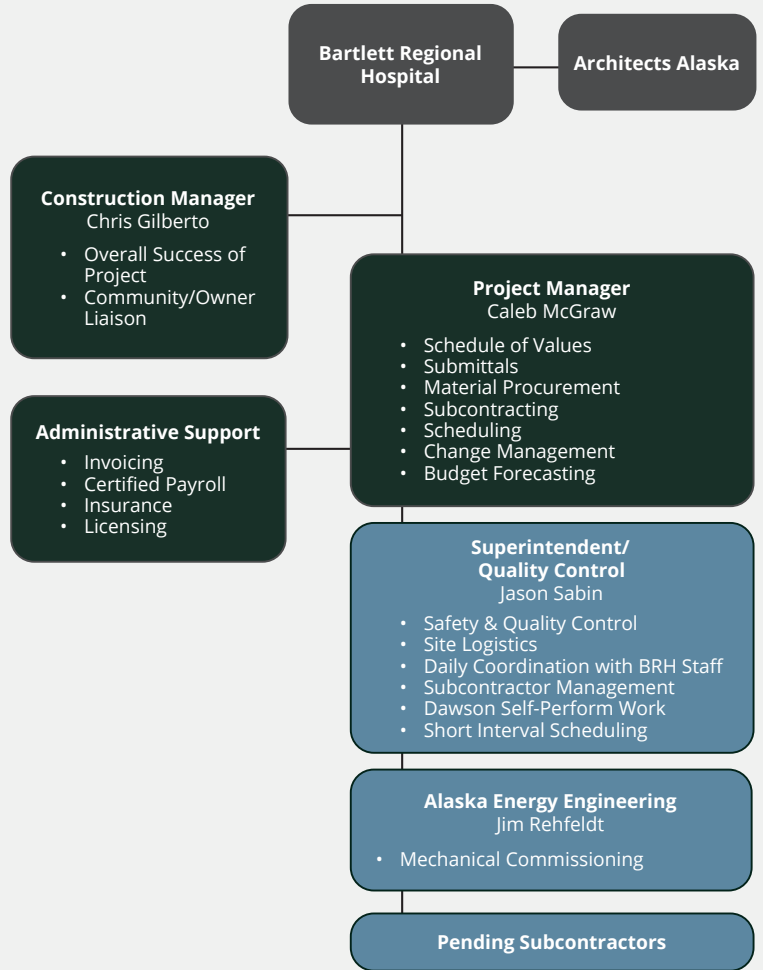 Bartlett Regional
Hospital
Architects Alaska
Construction Manager
Chris Gilberto
• Overall Success of
Project
• Community/Owner
Liaison
Project Manager
Caleb McGraw
• Schedule of Values
• Submittals
• Material Procurement
• Subcontracting
• Scheduling
• Change Management
• Budget Forecasting
Administrative Support
• Invoicing
• Certified Payroll
• Insurance
• Licensing
Superintendent/
Quality Control
Jason Sabin
• Safety & Quality Control
• Site Logistics
• Daily Coordination with BRH Staff
• Subcontractor Management
• Dawson Self-Perform Work
• Short Interval Scheduling
Alaska Energy Engineering
Jim Rehfeldt
• Mechanical Commissioning
Pending Subcontractors